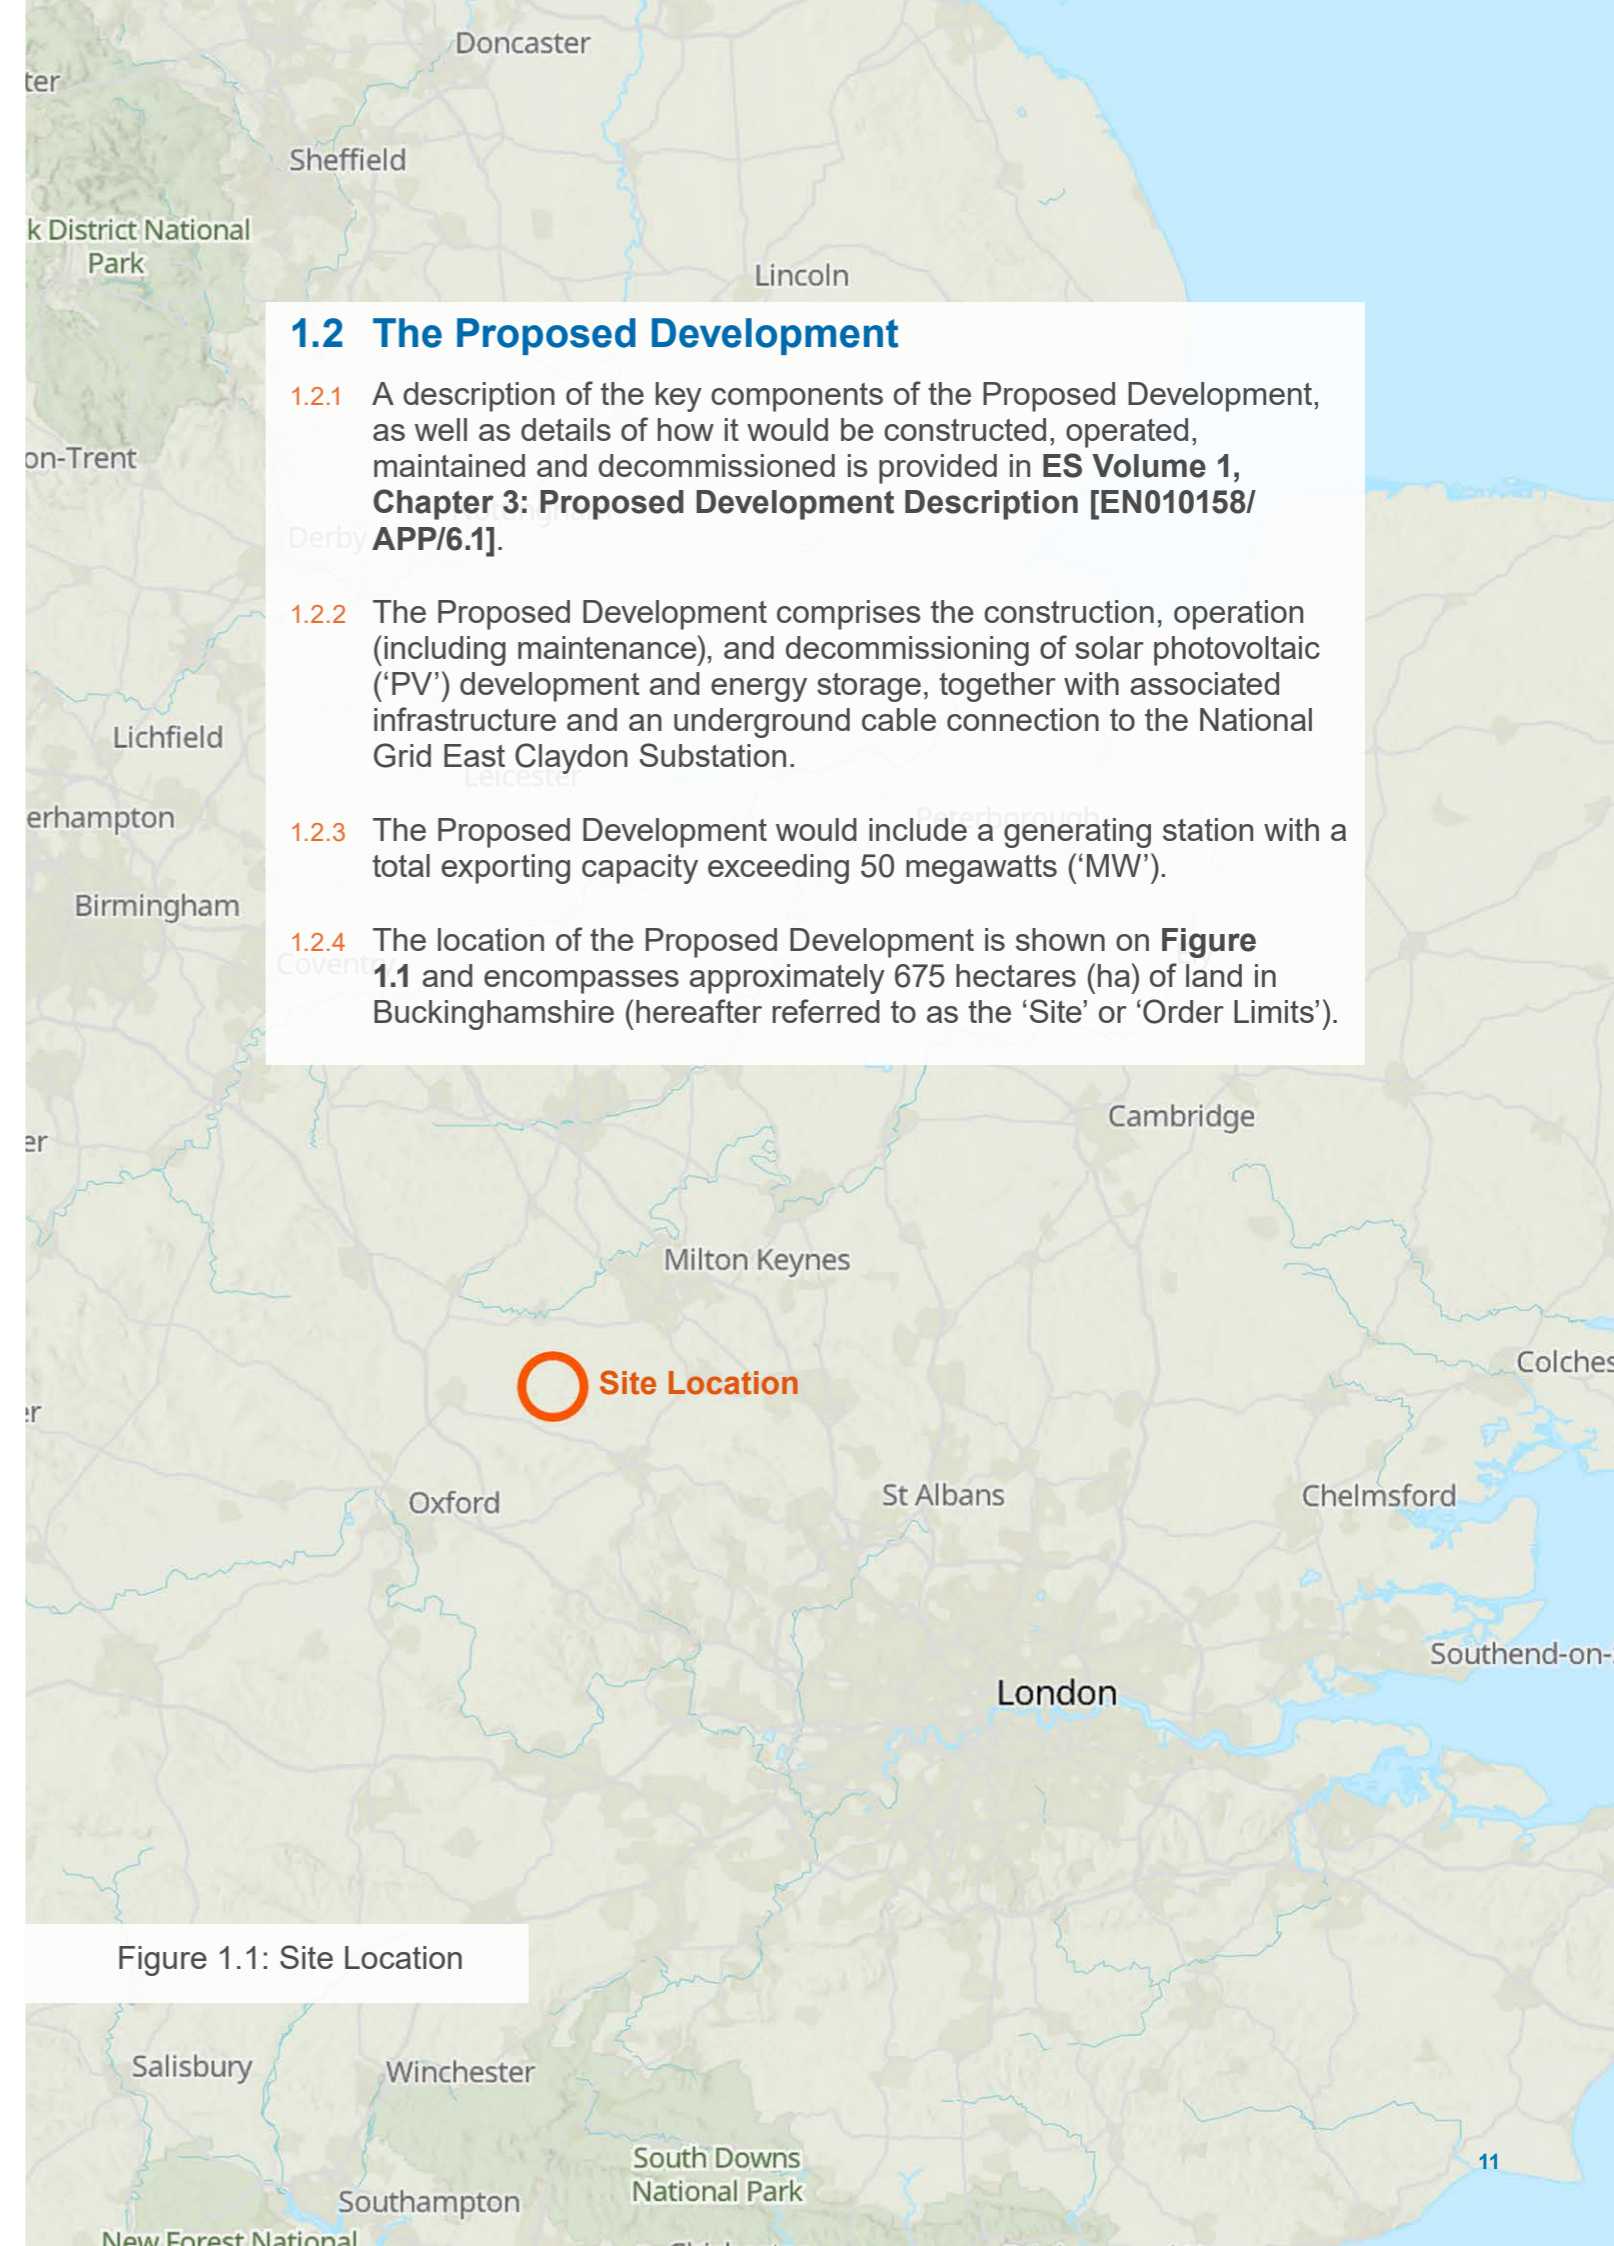 Doncaster
ter
Sheffield
k District National
Park
Lincoln
1.2 The Proposed Development
1.2.1 A description of the key components of the Proposed Development,
as well as details of how it would be constructed, operated,
maintained and decommissioned is provided in ES Volume 1,
Chapter 3: Proposed Development Description [EN010158/
APP/6.1].
on-Trent
Derby
1.2.2 The Proposed Development comprises the construction, operation
(including maintenance), and decommissioning of solar photovoltaic
(‘PV’) development and energy storage, together with associated
infrastructure and an underground cable connection to the National
Grid East Claydon Substation.
Lichfield
Leicester
erhampton
Peterborough
1.2.3 The Proposed Development would include a generating station with a
total exporting capacity exceeding 50 megawatts (‘MW’).
Birmingham
1.2.4 The location of the Proposed Development is shown on Figure
1.1 and encompasses approximately 675 hectares (ha) of land in
Buckinghamshire (hereafter referred to as the ‘Site’ or ‘Order Limits’).
Coventry
Cambridge
er
Milton Keynes
Site Location
Colches
er
Oxford
St Albans
Chelmsford
Southend-on-
London
Figure 1.1: Site Location
Salisbury
Winchester
South Downs
National Park
11
Southampton
New Forest National